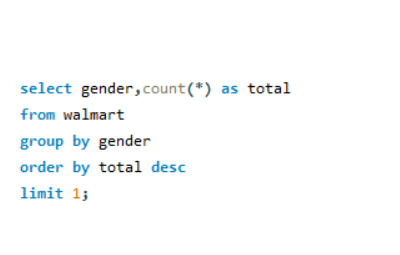 select gender,count(*) as total
from walmart
group by gender
order by total desc
limit 1;